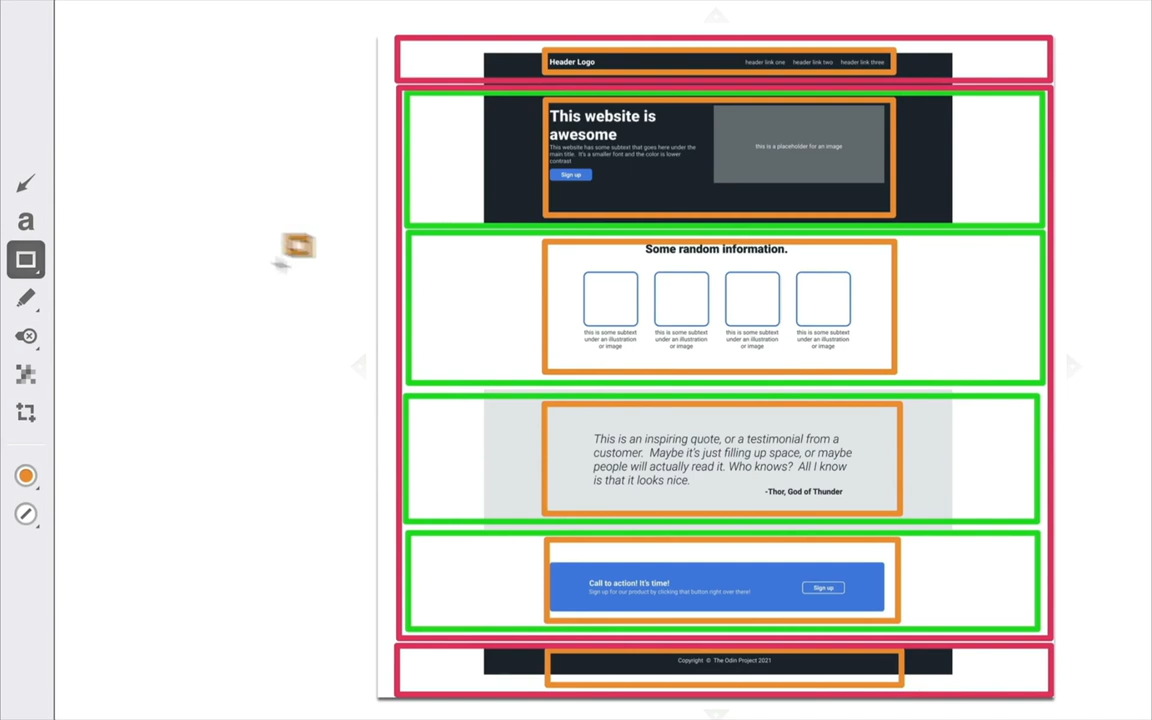 Header Logo
header link one
header link two
header link three
This website is
awesome
This website has some subtext that goes here under the
main title. It's a smaller font and the color is lower
contrast
Sign up
this is a placeholder for an image
Some random information.
this is some subtext
under an illustration
or image
this is some subtext
under an illustration
or image
this is some subtext
under an illustration
or image
this is some subtext
under an illustration
or image
This is an inspiring quote, or a testimonial from a
customer. Maybe it's just filling up space, or maybe
people will actually read it. Who knows? All I know
is that it looks nice.
-Thor, God of Thunder
Call to action! It's time!
Sign up for our product by clicking that button right over there!
Sign up
Copyright © The Odin Project 2021
a